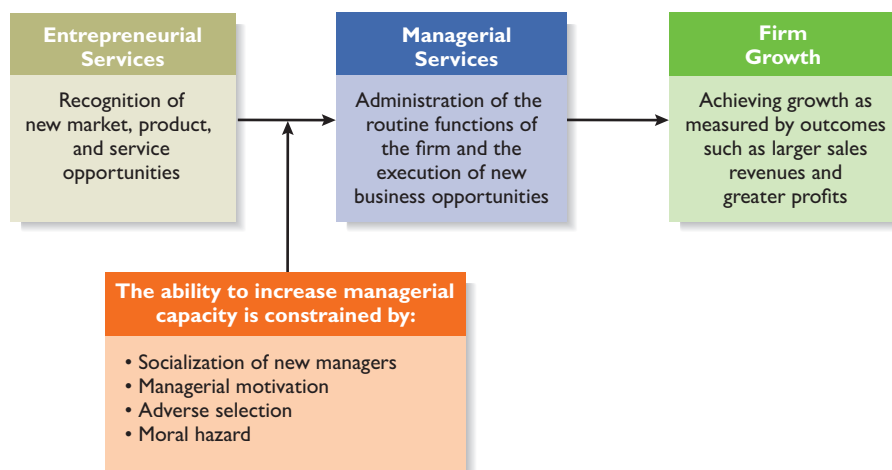 Entrepreneurial
Services
Recognition of
new market, product,
and service
opportunities
Managerial
Services
Administration of the
routine functions of
the firm and the
execution of new
business opportunities
Firm
Growth
Achieving growth as
measured by outcomes
such as larger sales
revenues and
greater profits
The ability to increase managerial
capacity is constrained by:
• Socialization of new managers
• Managerial motivation
• Adverse selection
• Moral hazard